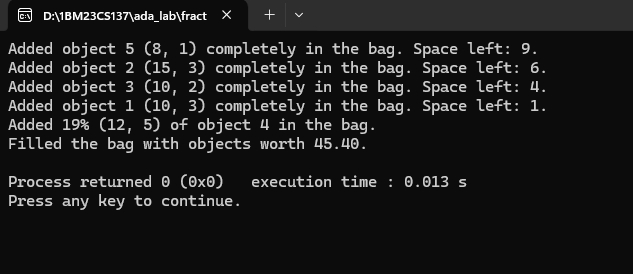 D:\1BM23CS137\ada_lab\fract
Added object 5 (8, 1) completely in the bag. Space left: 9.
Added object 2 (15, 3) completely in the bag. Space left: 6.
Added object 3 (10, 2) completely in the bag. Space left: 4.
Added object 1 (10, 3) completely in the bag. Space left: 1.
Added 19% (12, 5) of object 4 in the bag.
Filled the bag with objects worth 45.40.
Process returned 0 (0x0)   execution time : 0.013 s
Press any key to continue.